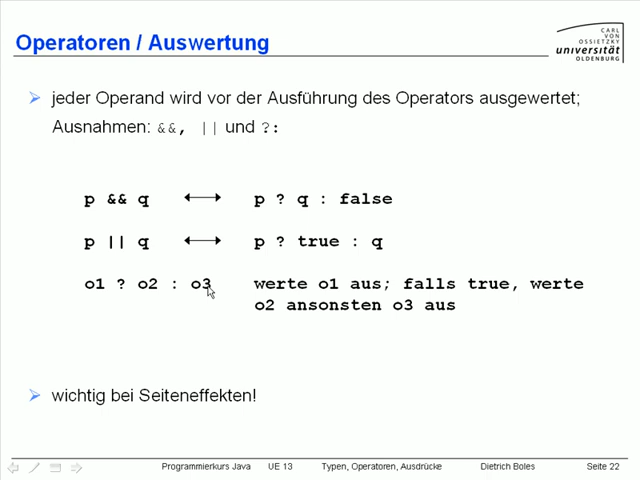 Operatoren / Auswertung
CARL
VON
OSSIETZKY
universität
OLDENBURG
jeder Operand wird vor der Ausführung des Operators ausgewertet;
Ausnahmen: &&, || und ?:
p && q ⟷ p ? q : false
p || q ⟷ p ? true : q
o1 ? o2 : o3 werte o1 aus; falls true, werte
o2 ansonsten o3 aus
wichtig bei Seiteneffekten!
Programmierkurs Java UE 13 Typen, Operatoren, Ausdrücke Dietrich Boles Seite 22